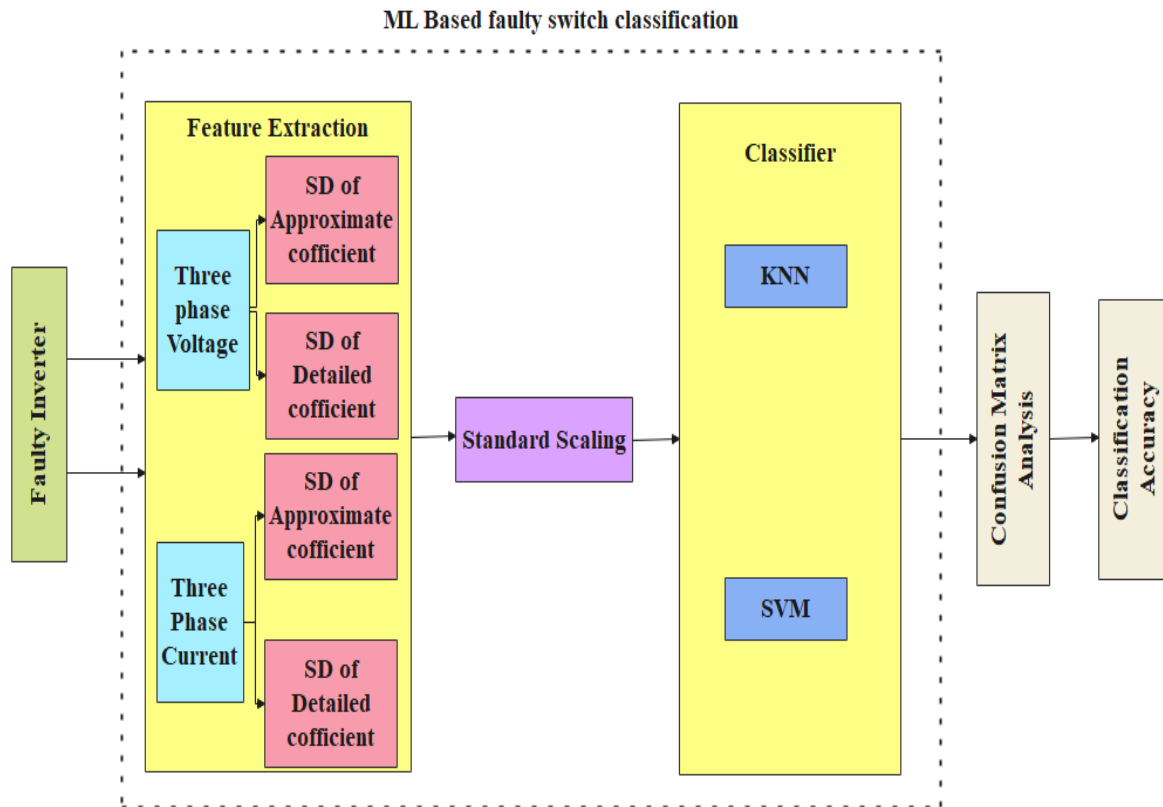 ML Based faulty switch classification
Faulty Inverter
Feature Extraction
Three
phase
Voltage
SD of
Approximate
cofficient
SD of
Detailed
cofficient
Three
Phase
Current
SD of
Approximate
cofficient
SD of
Detailed
cofficient
Standard Scaling
Classifier
KNN
SVM
Confusion Matrix
Analysis
Classification
Accuracy